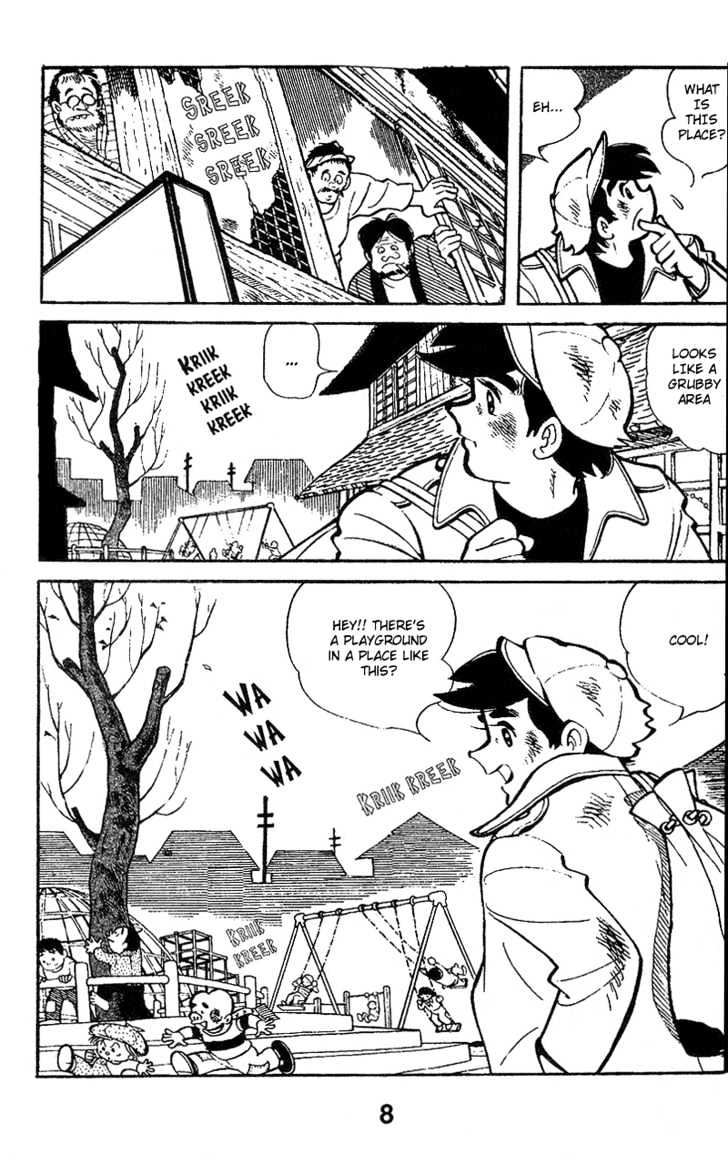 WHAT
IS
THIS
PLACE?
EH...
SREEK
SREEK
SREEK
LOOKS
LIKE A
GRUBBY
AREA
...
KRIIK
KREEK
KRIIK
KREEK
COOL!
HEY!! THERE'S
A PLAYGROUND
IN A PLACE LIKE
THIS?
KRIIK KREEK
WA
WA
WA
KRIIK
KREEK
8